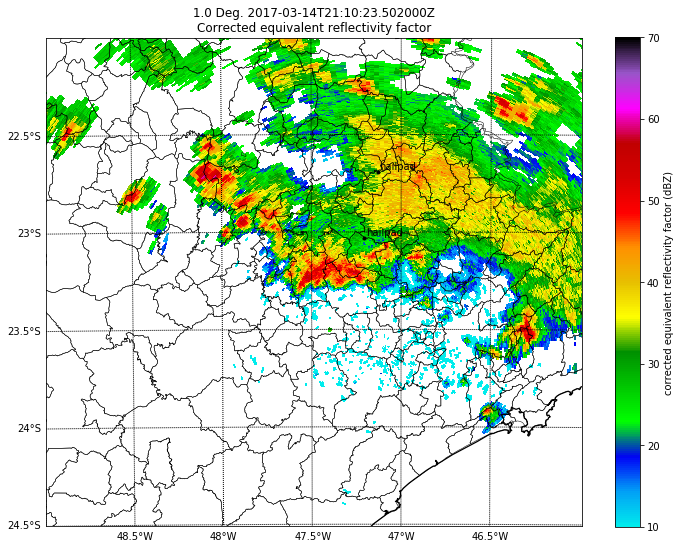 1.0 Deg. 2017-03-14T21:10:23.502000Z
Corrected equivalent reflectivity factor
22.5°S
23°S
23.5°S
24°S
24.5°S
48.5°W
48°W
47.5°W
47°W
46.5°W
hailpad
hailpad
70
60
50
40
30
20
10
corrected equivalent reflectivity factor (dBZ)